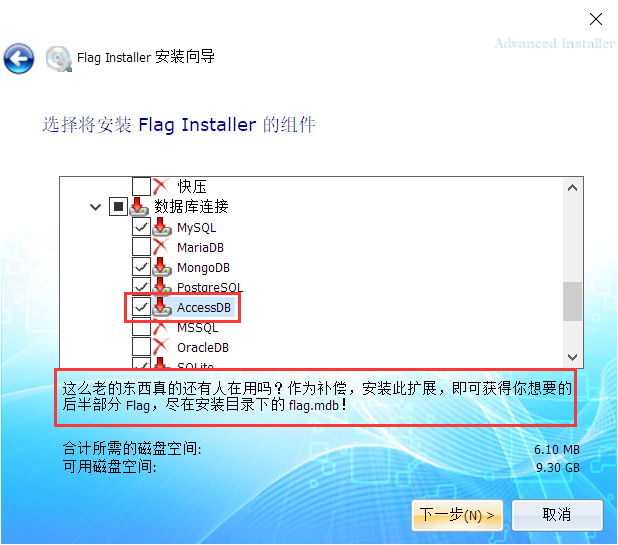 Advanced Installer
Flag Installer 安装向导
选择将安装 Flag Installer 的组件
快压
数据库连接
MySQL
MariaDB
MongoDB
PostgreSQL
AccessDB
MSSQL
OracleDB
SQLite
这么老的东西真的还有人在用吗？作为补偿，安装此扩展，即可获得你想要的
后半部分 Flag，尽在安装目录下的 flag.mdb！
合计所需的磁盘空间: 6.10 MB
可用磁盘空间: 9.30 GB
下一步(N) > 取消